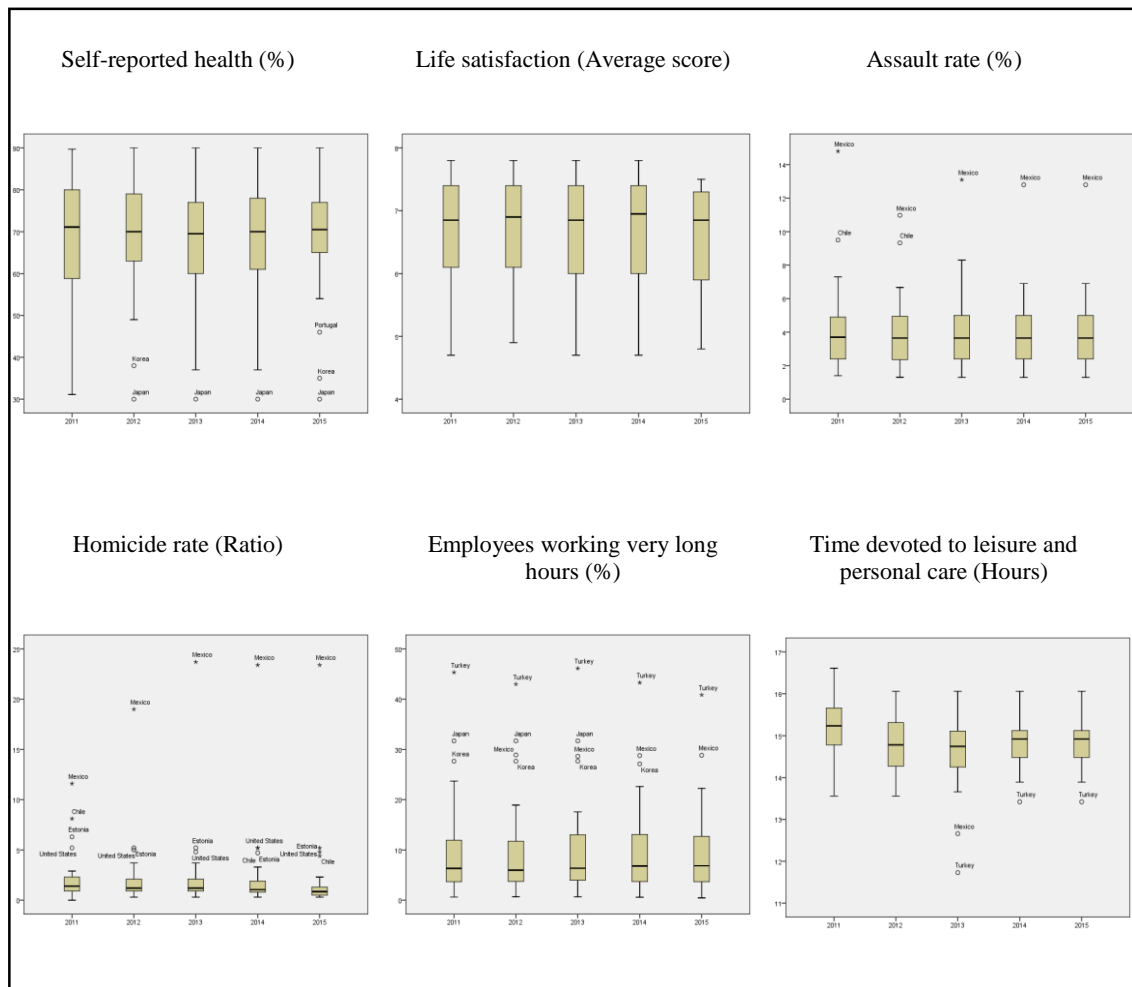 Self-reported health (%)
Life satisfaction (Average score)
Assault rate (%)
90
80
70
60
50
40
30
Korea
Japan
Japan
Japan
Portugal
Korea
Japan
2011 2012 2013 2014 2015
8
7
6
5
4
2011 2012 2013 2014 2015
14
12
10
8
6
4
2
0
Mexico
Chile
Mexico
Chile
Mexico
Mexico
Mexico
2011 2012 2013 2014 2015
Homicide rate (Ratio)
Employees working very long
hours (%)
Time devoted to leisure and
personal care (Hours)
25
20
15
10
5
0
Mexico
Chile
Estonia
United States
Mexico
United States Estonia
Mexico
Estonia
United States
Mexico
United States
Chile Estonia
Mexico
Estonia
United States
Chile
2011 2012 2013 2014 2015
50
40
30
20
10
0
Turkey
Japan
Korea
Turkey
Japan
Mexico
Korea
Turkey
Japan
Mexico
Korea
Turkey
Mexico
Korea
Turkey
Mexico
2011 2012 2013 2014 2015
17
16
15
14
13
12
11
Mexico
Turkey
Turkey
Turkey
2011 2012 2013 2014 2015